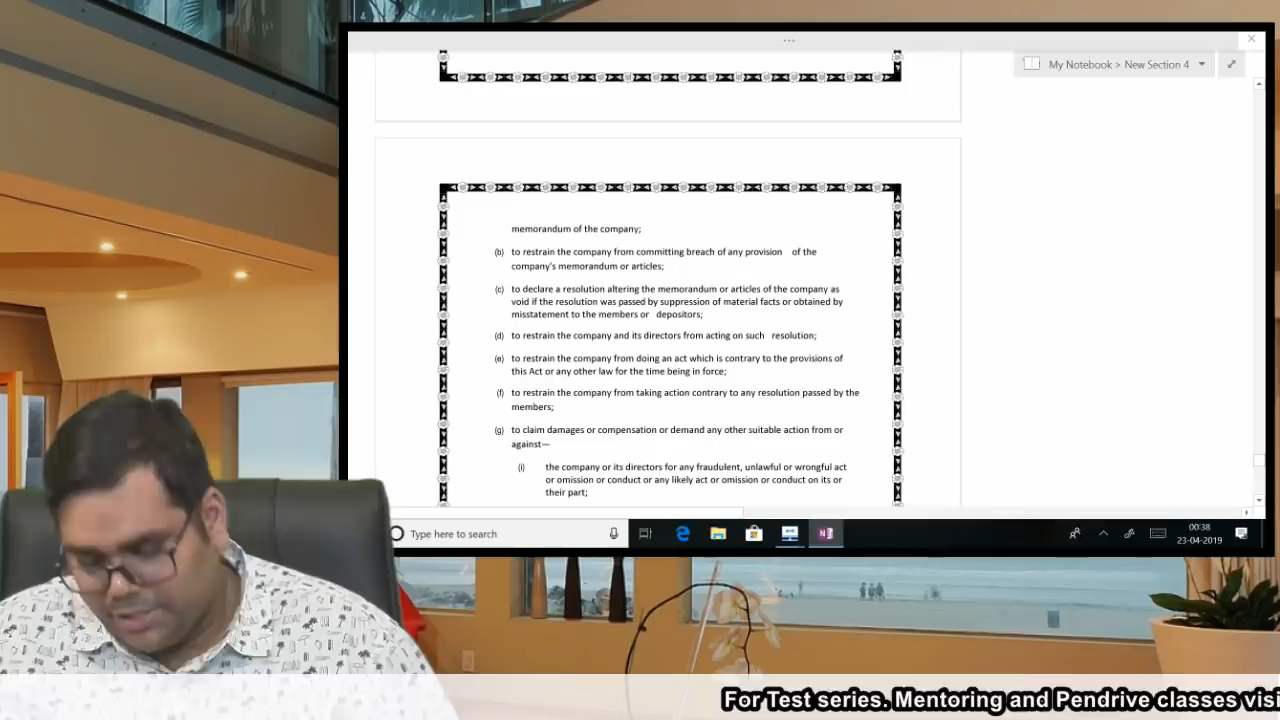 My Notebook > New Section 4
memorandum of the company;
(b) to restrain the company from committing breach of any provision of the
company's memorandum or articles;
(c) to declare a resolution altering the memorandum or articles of the company as
void if the resolution was passed by suppression of material facts or obtained by
misstatement to the members or depositors;
(d) to restrain the company and its directors from acting on such resolution;
(e) to restrain the company from doing an act which is contrary to the provisions of
this Act or any other law for the time being in force;
(f) to restrain the company from taking action contrary to any resolution passed by the
members;
(g) to claim damages or compensation or demand any other suitable action from or
against—
(i) the company or its directors for any fraudulent, unlawful or wrongful act
or omission or conduct or any likely act or omission or conduct on its or
their part;
Type here to search
00:38
23-04-2019
For Test series. Mentoring and Pendrive classes visi